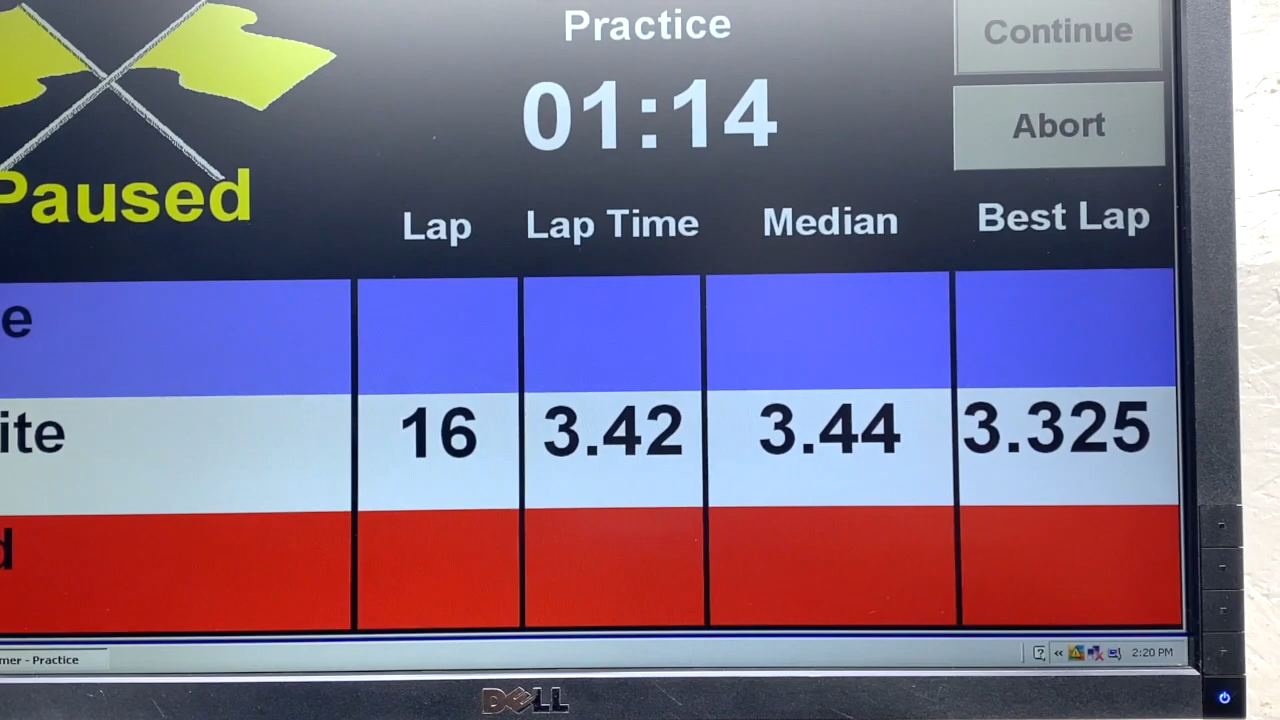 Practice
Continue
01:14
Abort
Paused
Lap Lap Time Median Best Lap
e
ite 16 3.42 3.44 3.325
d
mer - Practice
2:20 PM
DELL